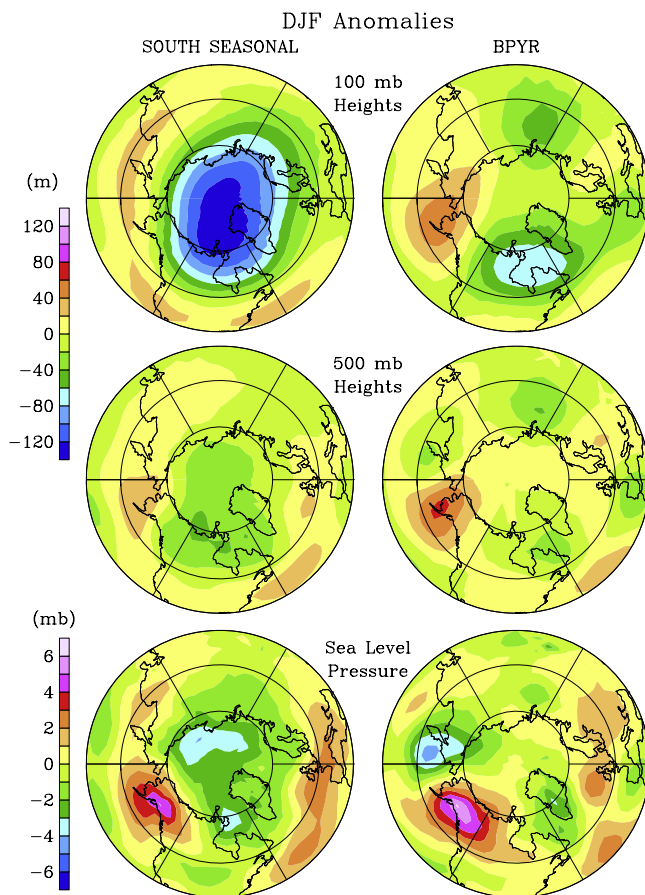 DJF Anomalies
SOUTH SEASONAL
BPYR
100 mb
Heights
(m)
120
80
40
0
−40
−80
−120
500 mb
Heights
(mb)
6
4
2
0
−2
−4
−6
Sea Level
Pressure